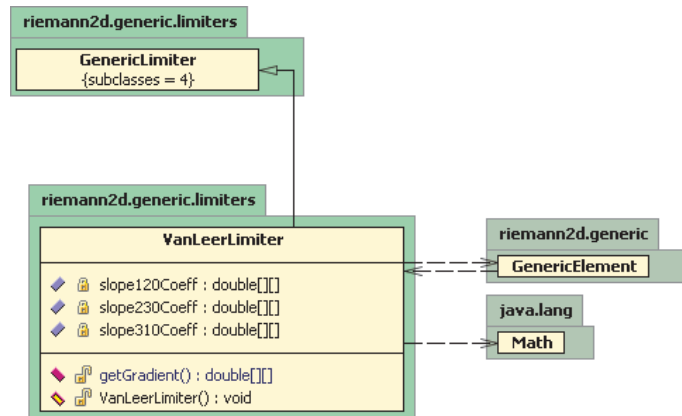 riemann2d.generic.limiters
GenericLimiter
{subclasses = 4}
riemann2d.generic.limiters
VanLeerLimiter
slope120Coeff : double[][]
slope230Coeff : double[][]
slope310Coeff : double[][]
getGradient() : double[][]
VanLeerLimiter() : void
riemann2d.generic
GenericElement
java.lang
Math